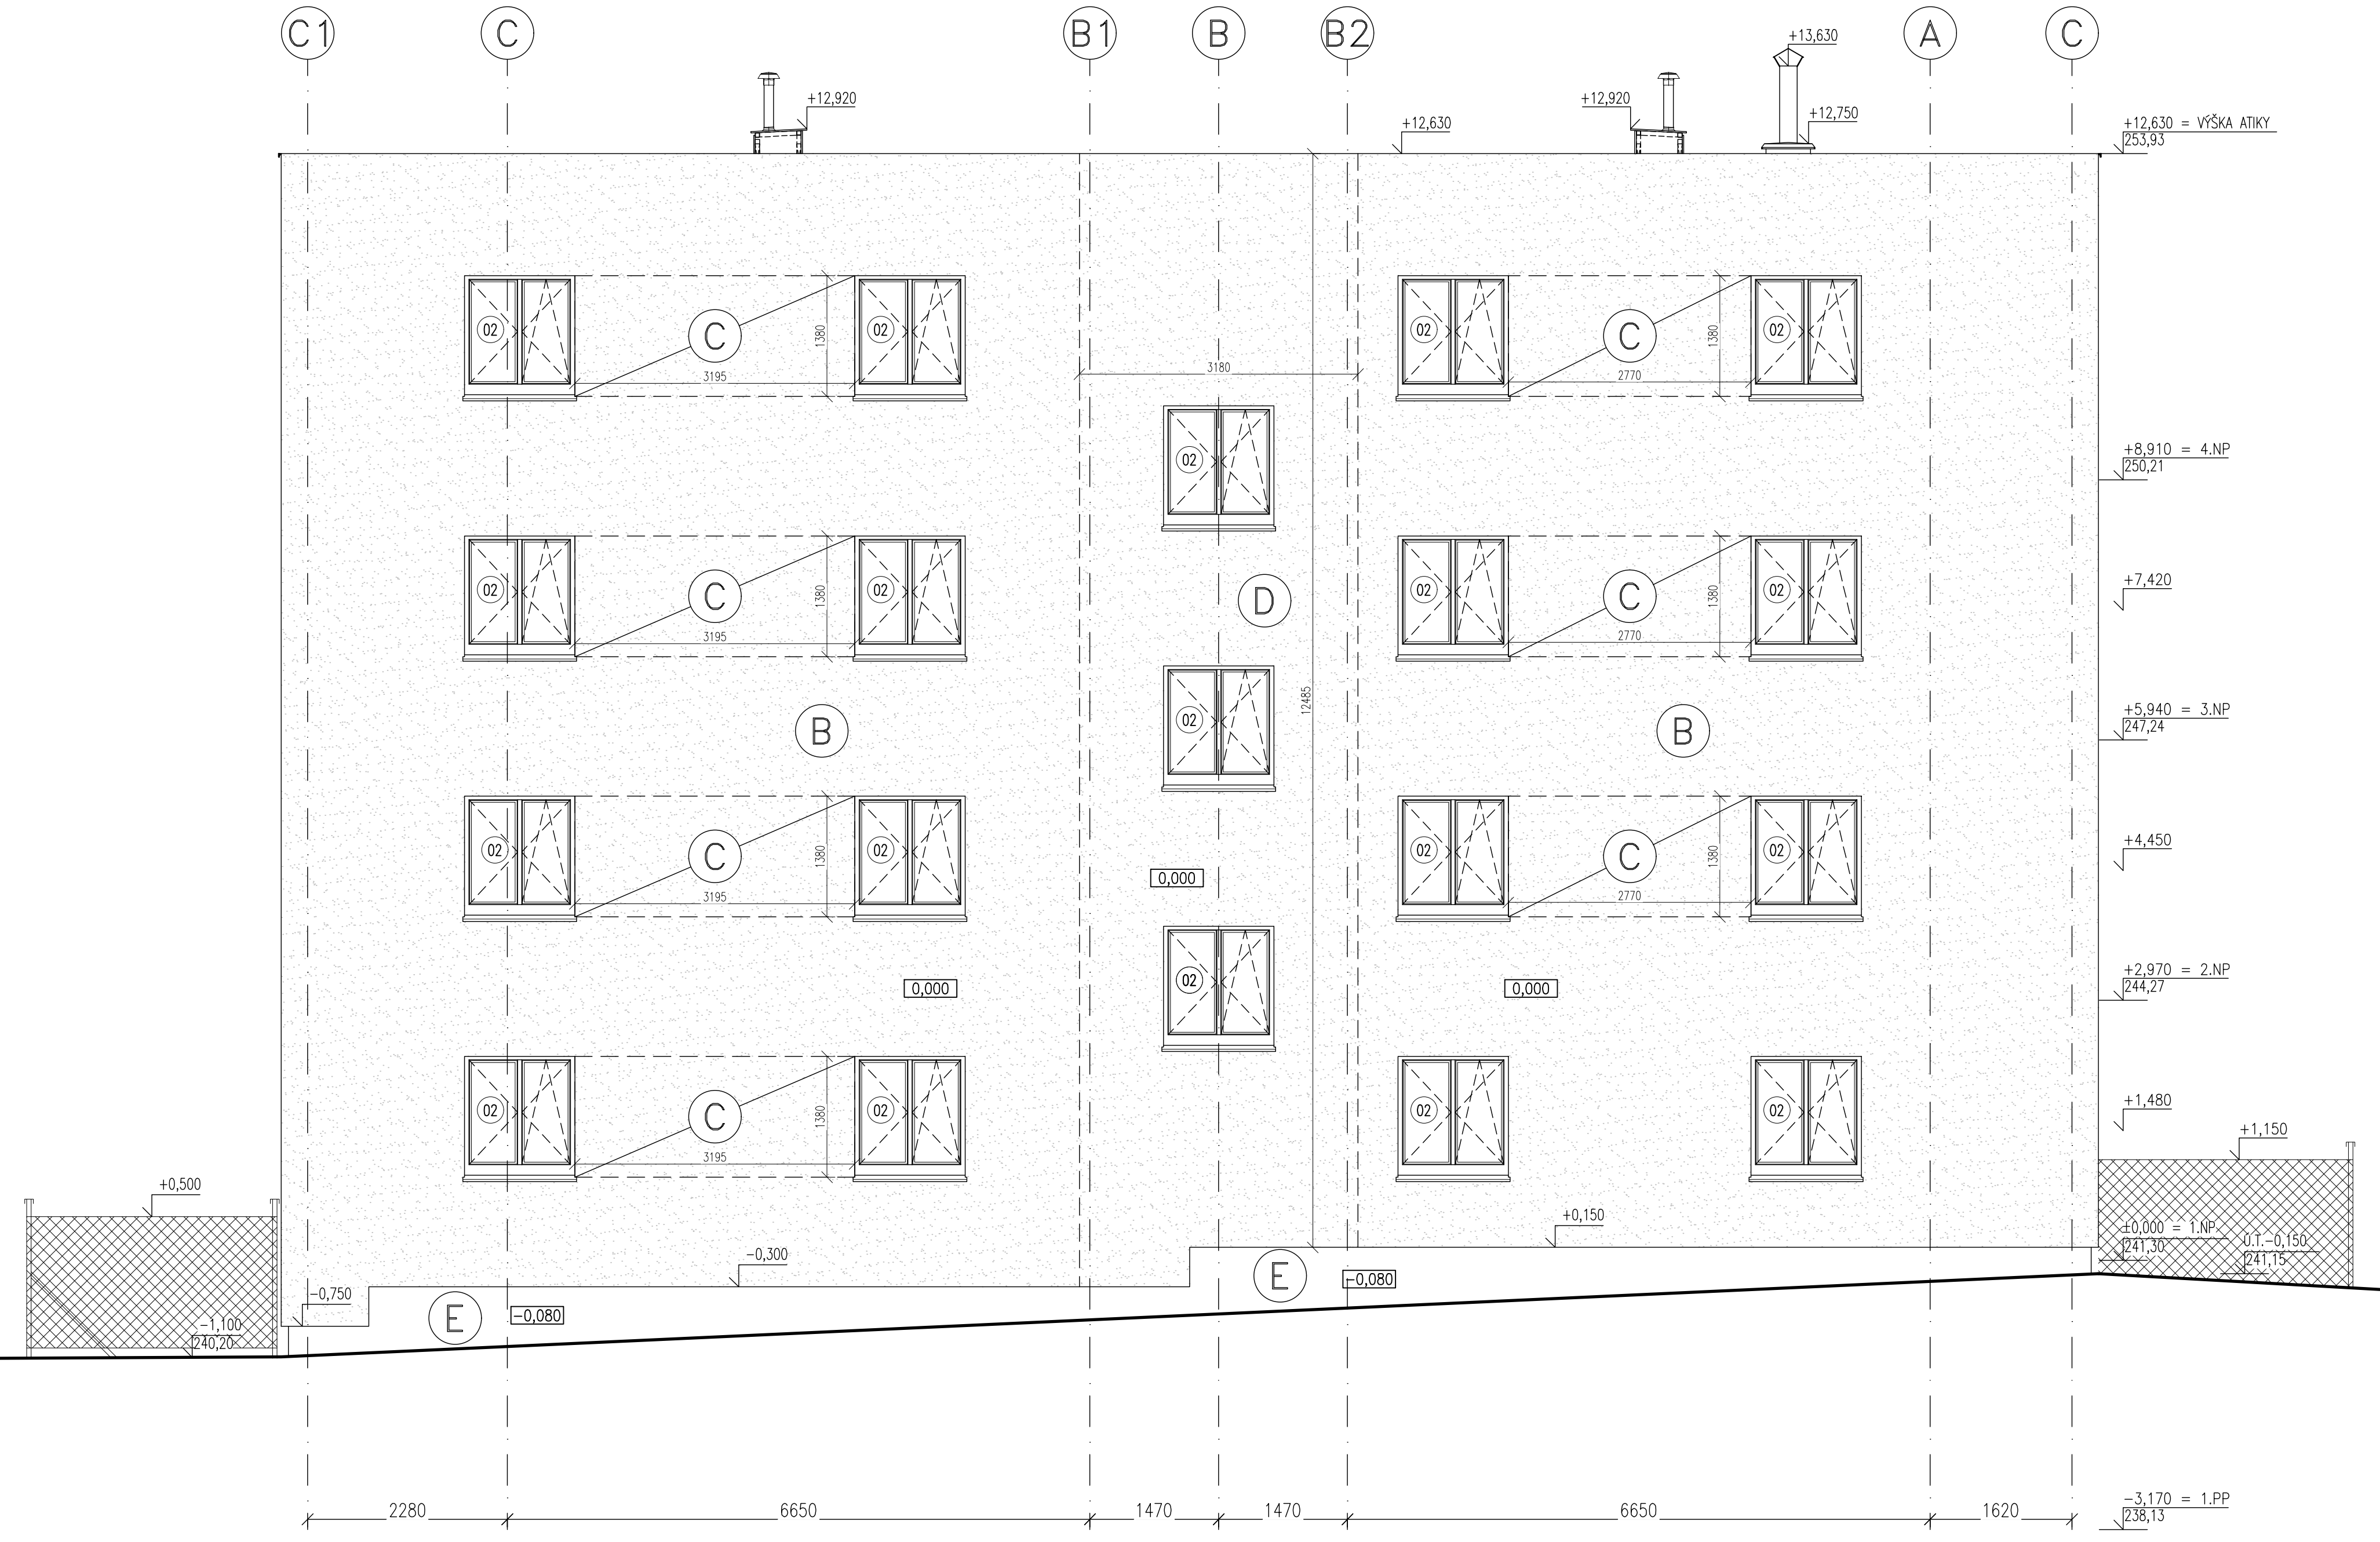 C1
C
B1
B
B2
A
C
+13,630
+12,920
+12,920
+12,750
+12,630
+12,630 = VÝŠKA ATIKY
253,93
02
C
1380
3195
02
3180
02
C
1380
2770
02
02
+8,910 = 4.NP
250,21
02
C
1380
3195
02
D
02
C
1380
2770
02
+7,420
12485
02
B
B
+5,940 = 3.NP
247,24
02
C
1380
3195
02
0,000
02
C
1380
2770
02
+4,450
0,000
02
0,000
+2,970 = 2.NP
244,27
02
C
1380
3195
02
02
02
+1,480
+1,150
+0,500
+0,150
±0,000 = 1.NP
241,30
U.T.-0,150
241,15
-0,300
E
-0,080
-0,750
E
-0,080
-1,100
240,20
2280
6650
1470
1470
6650
1620
-3,170 = 1.PP
238,13